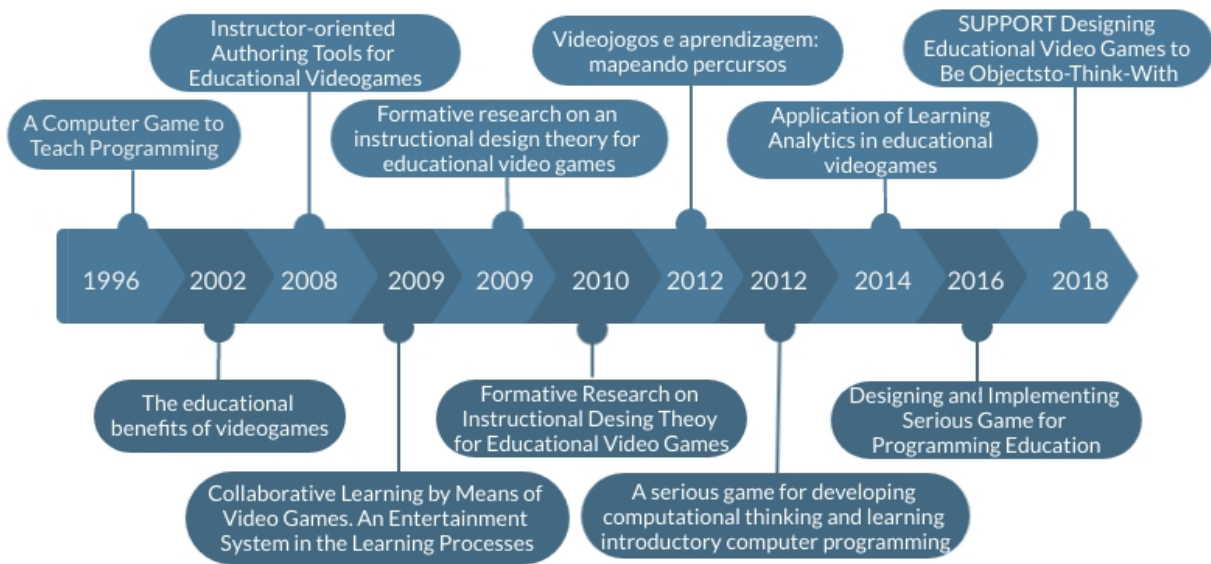 Instructor-oriented
Authoring Tools for
Educational Videogames
Videojogos e aprendizagem:
mapeando percursos
SUPPORT Designing
Educational Video Games to
Be Objectsto-Think-With
A Computer Game to
Teach Programming
Formative research on an
instructional design theory for
educational video games
Application of Learning
Analytics in educational
videogames
1996 2002 2008 2009 2009 2010 2012 2012 2014 2016 2018
The educational
benefits of videogames
Formative Research on
Instructional Desing Theoy
for Educational Video Games
Designing and Implementing
Serious Game for
Programming Education
Collaborative Learning by Means of
Video Games. An Entertainment
System in the Learning Processes
A serious game for developing
computational thinking and learning
introductory computer programming